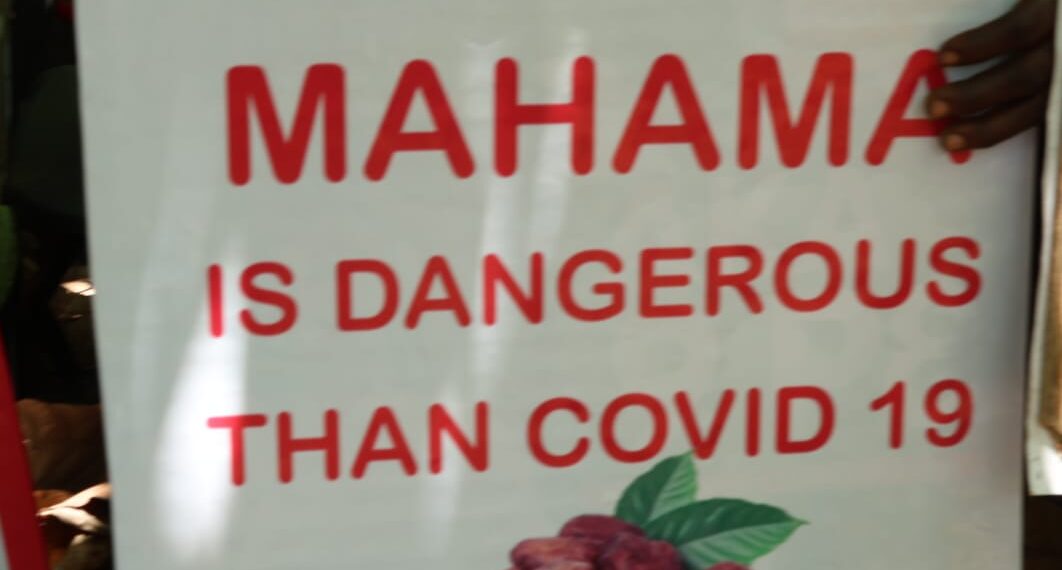 MAHAMA
IS DANGEROUS
THAN COVID 19